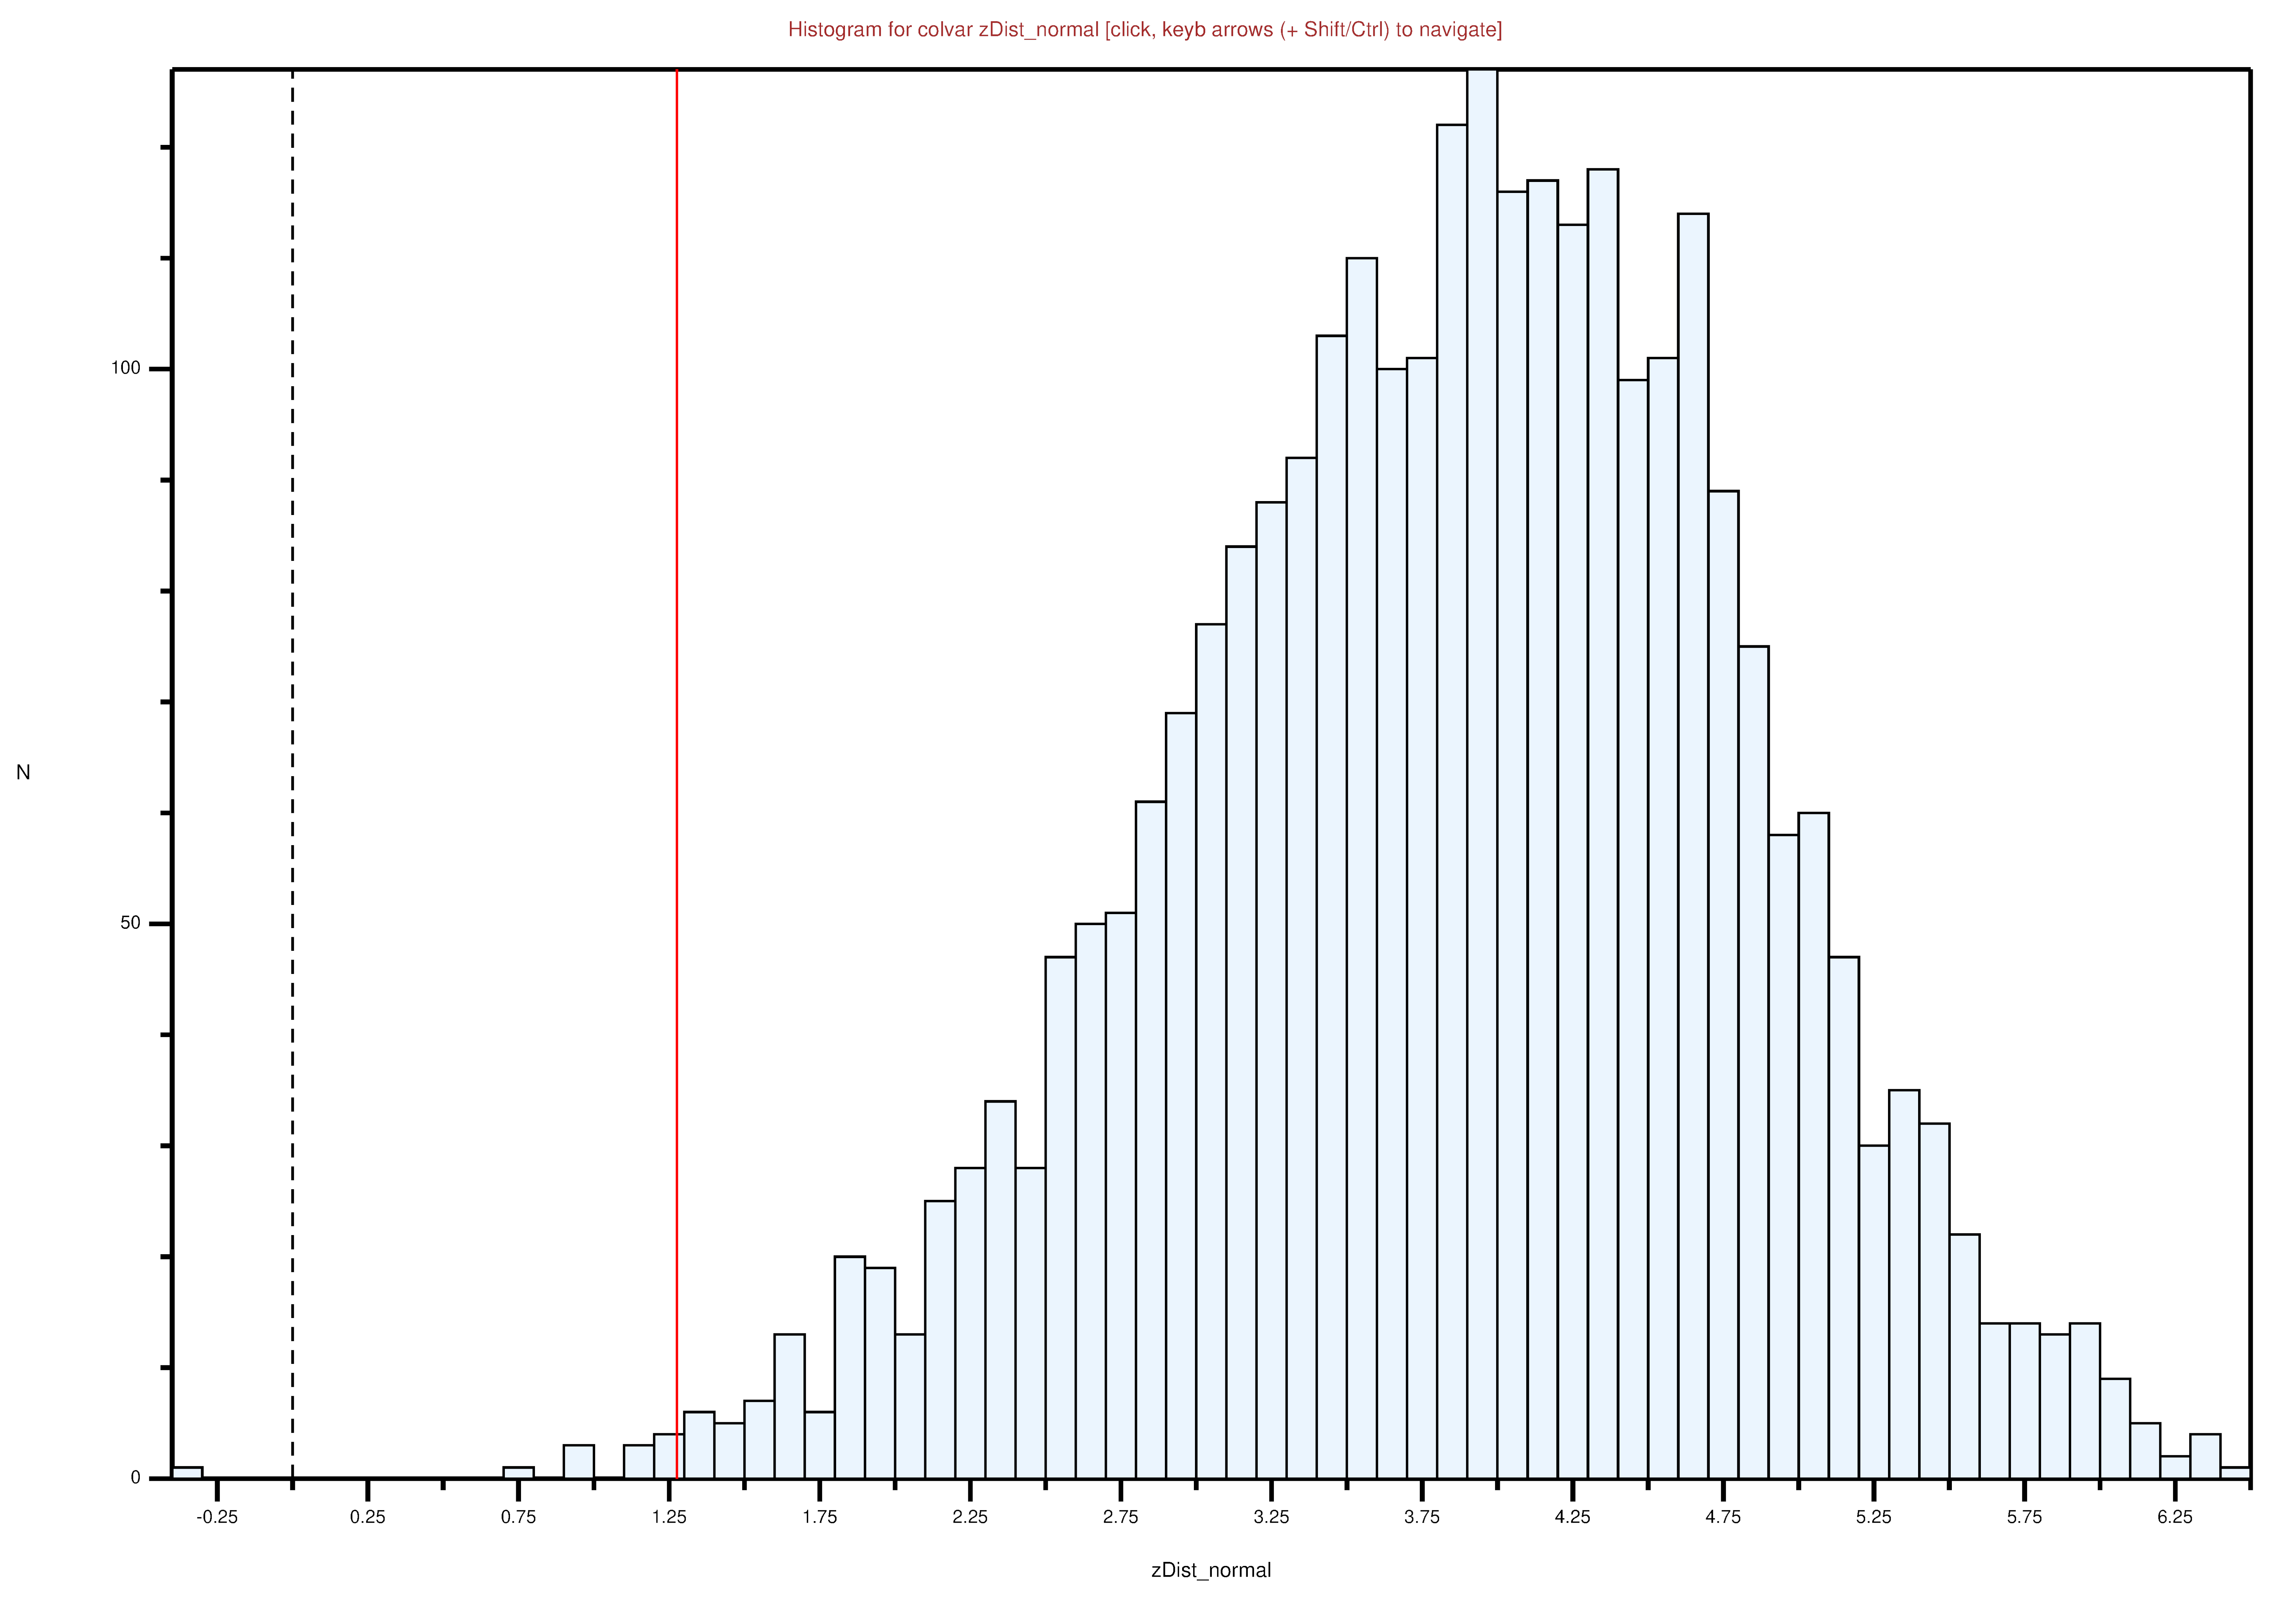 Histogram for colvar zDist_normal [click, keyb arrows (+ Shift/Ctrl) to navigate]
100
N
50
0
-0.25 0.25 0.75 1.25 1.75 2.25 2.75 3.25 3.75 4.25 4.75 5.25 5.75 6.25
zDist_normal